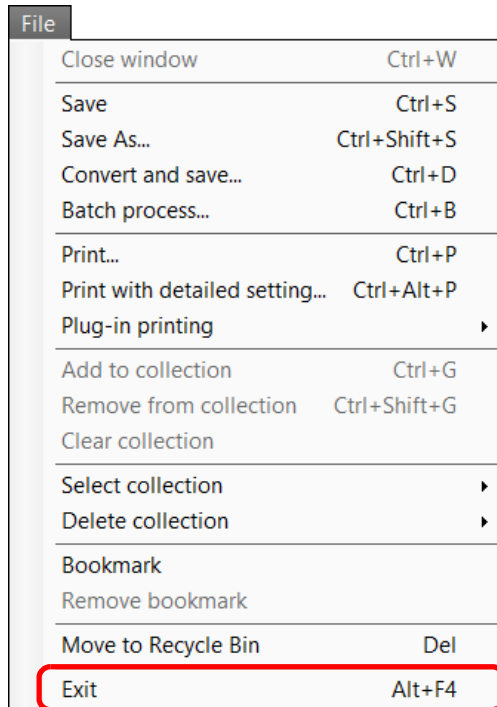 File
Close window Ctrl+W
Save Ctrl+S
Save As... Ctrl+Shift+S
Convert and save... Ctrl+D
Batch process... Ctrl+B
Print... Ctrl+P
Print with detailed setting... Ctrl+Alt+P
Plug-in printing
Add to collection Ctrl+G
Remove from collection Ctrl+Shift+G
Clear collection
Select collection
Delete collection
Bookmark
Remove bookmark
Move to Recycle Bin Del
Exit Alt+F4